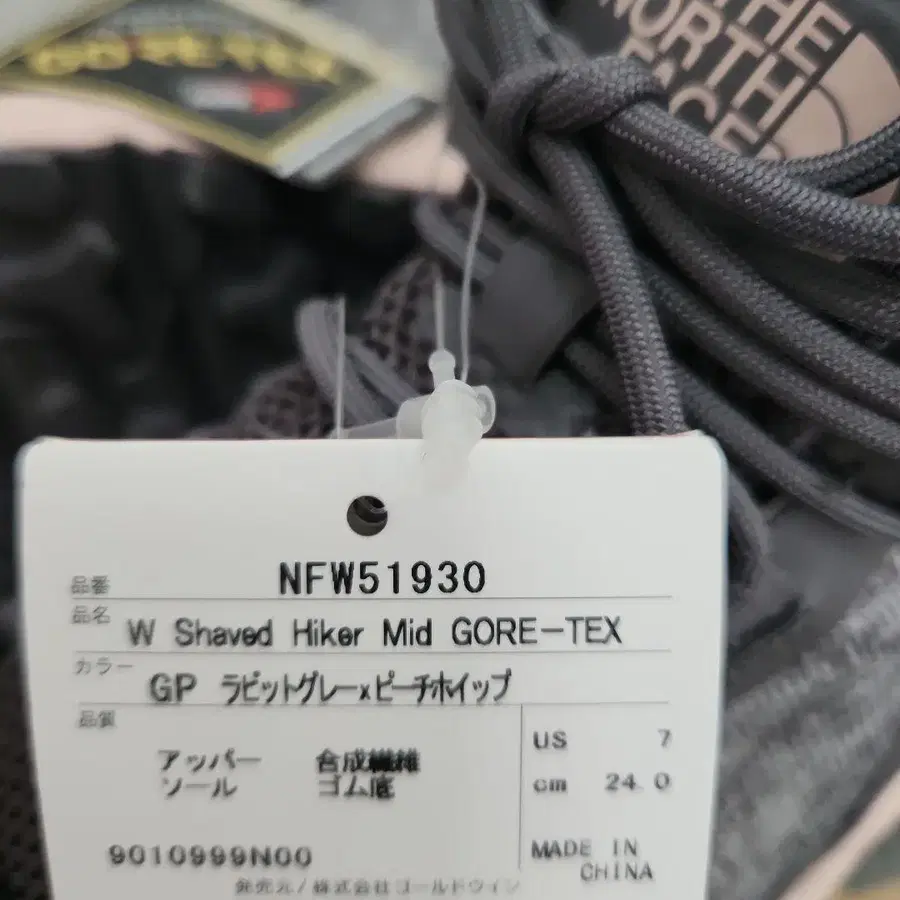 GORE-TEX
THE
NORTH
FACE
品番 NFW51930
品名 W Shaved Hiker Mid GORE-TEX
カラー GP ラビットグレーxピーチホイップ
品質
アッパー 合成繊維
ソール ゴム底
US 7
cm 24.0
9010999N00
MADE IN
CHINA
発売元/株式会社ゴールドウイン